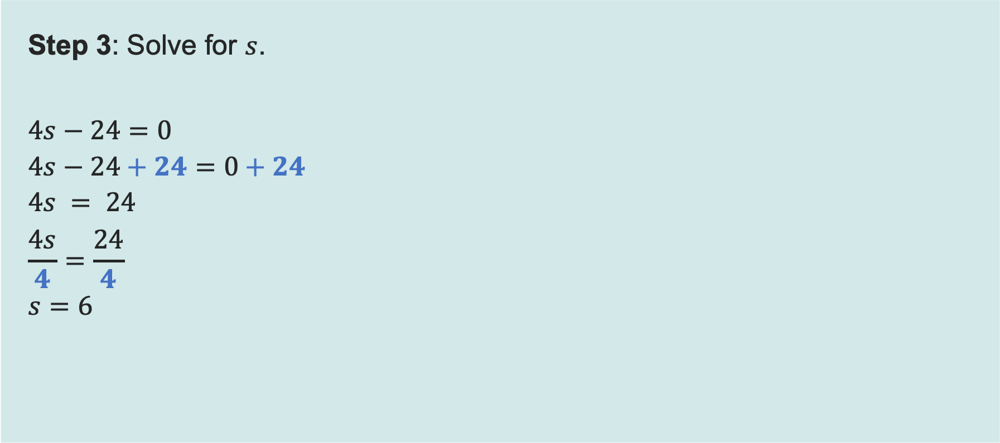 Step 3: Solve for s.
4s − 24 = 0
4s − 24 + 24 = 0 + 24
4s = 24
4s/4 = 24/4
s = 6